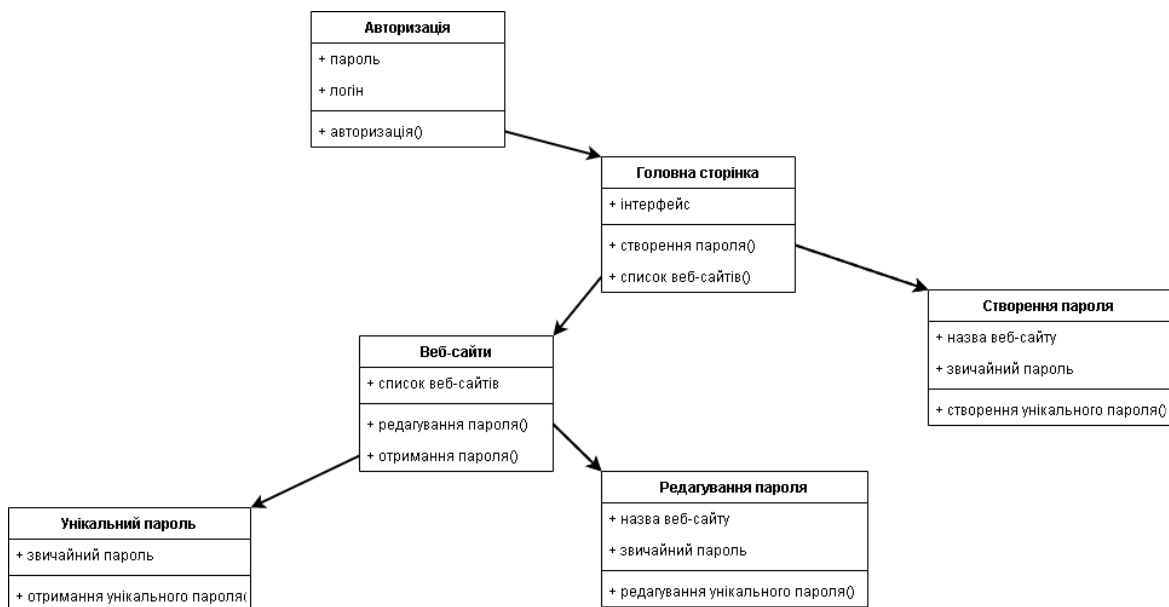 Авторизація
+ пароль
+ логін
+ авторизація()
Головна сторінка
+ інтерфейс
+ створення пароля()
+ список веб-сайтів()
Створення пароля
+ назва веб-сайту
+ звичайний пароль
+ створення унікального пароля()
Веб-сайти
+ список веб-сайтів
+ редагування пароля()
+ отримання пароля()
Редагування пароля
+ назва веб-сайту
+ звичайний пароль
+ редагування унікального пароля()
Унікальний пароль
+ звичайний пароль
+ отримання унікального пароля(